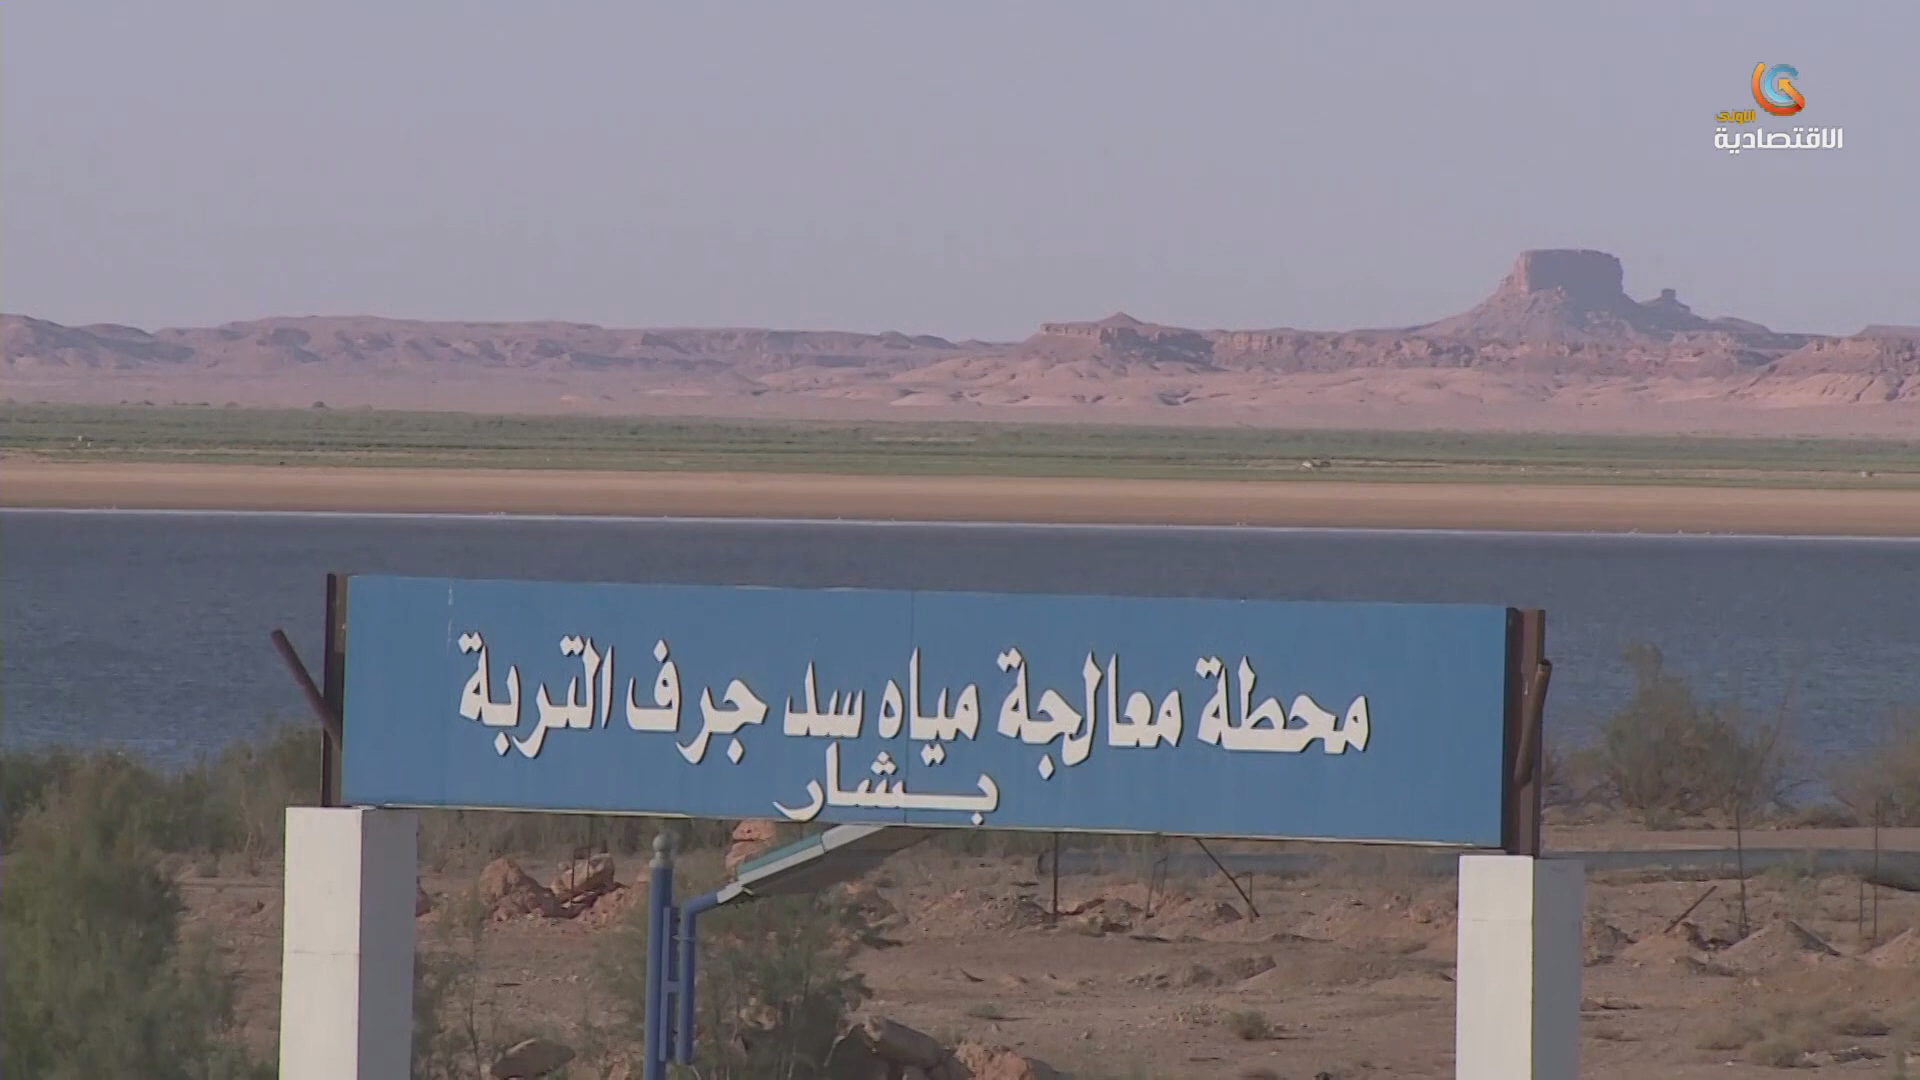 الأولى
الاقتصادية
محطة معالجة مياه سد جرف التربة
بشار